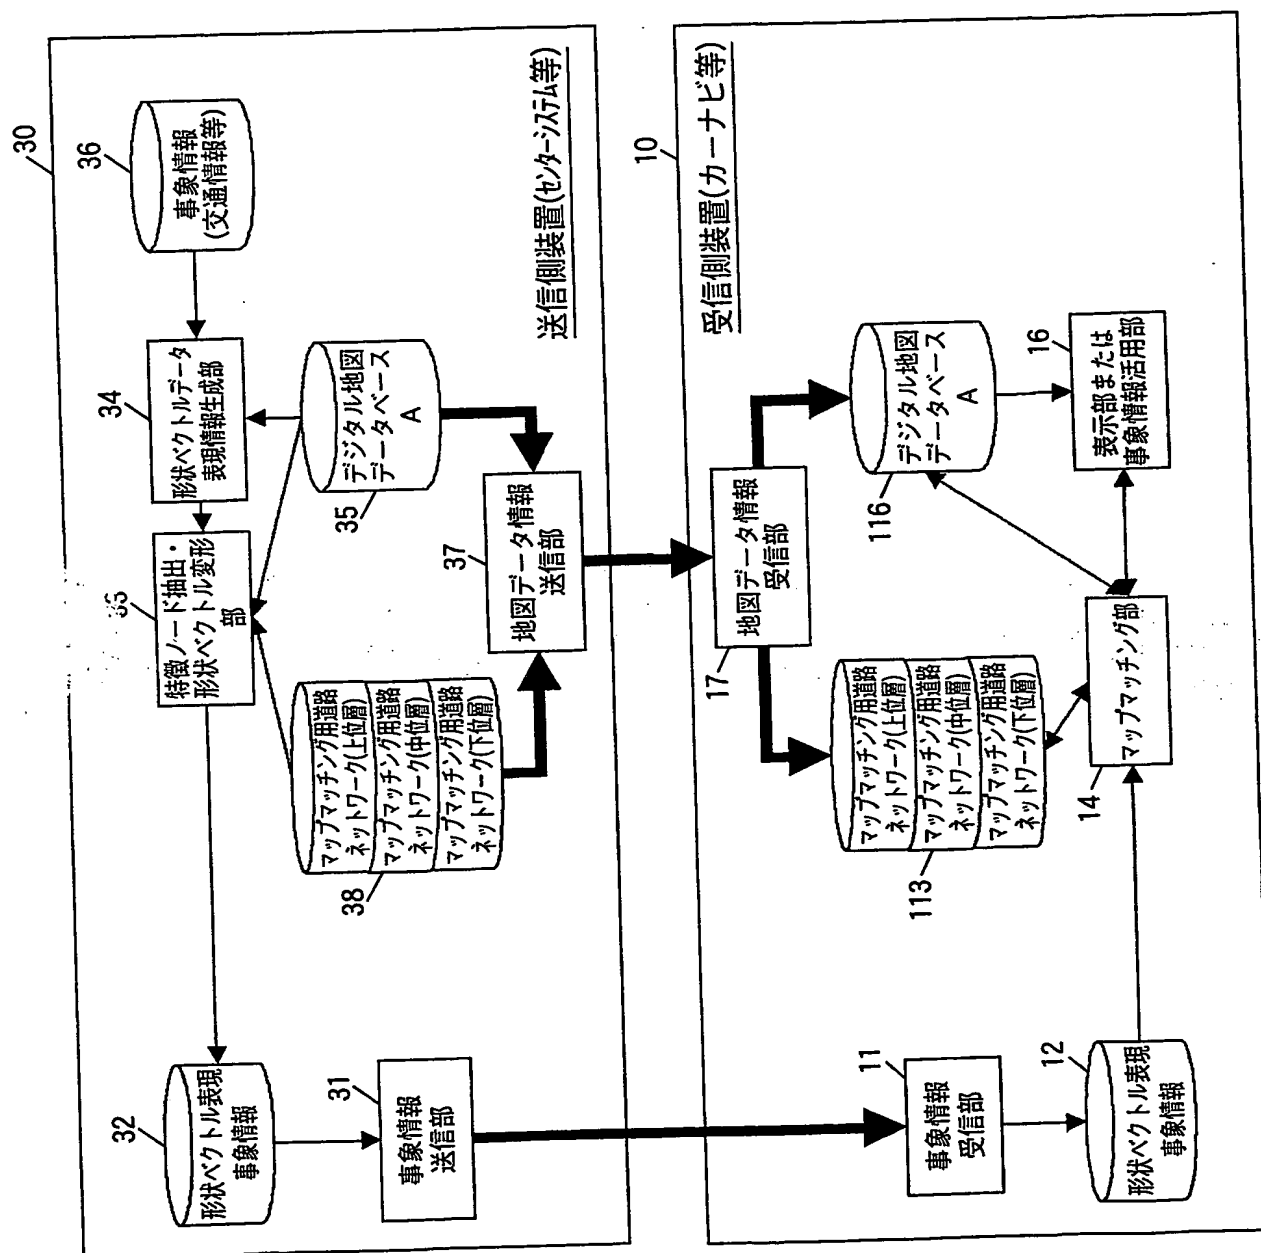 30
36
事象情報
(交通情報等)
34
形状ベクトルデータ
表現情報生成部
特徴ノード抽出・
形状ベクトル変形
部
35
デジタル地図
データベース
A
37
地図データ情報
送信部
38
マップマッチング用道路
ネットワーク(上位層)
マップマッチング用道路
ネットワーク(中位層)
マップマッチング用道路
ネットワーク(下位層)
32
形状ベクトル表現
事象情報
31
事象情報
送信部
送信側装置(センターシステム等)
10
受信側装置(カーナビ等)
17
地図データ情報
受信部
116
デジタル地図
データベース
A
16
表示部または
事象情報活用部
113
マップマッチング用道路
ネットワーク(上位層)
マップマッチング用道路
ネットワーク(中位層)
マップマッチング用道路
ネットワーク(下位層)
14
マップマッチング部
11
事象情報
受信部
12
形状ベクトル表現
事象情報